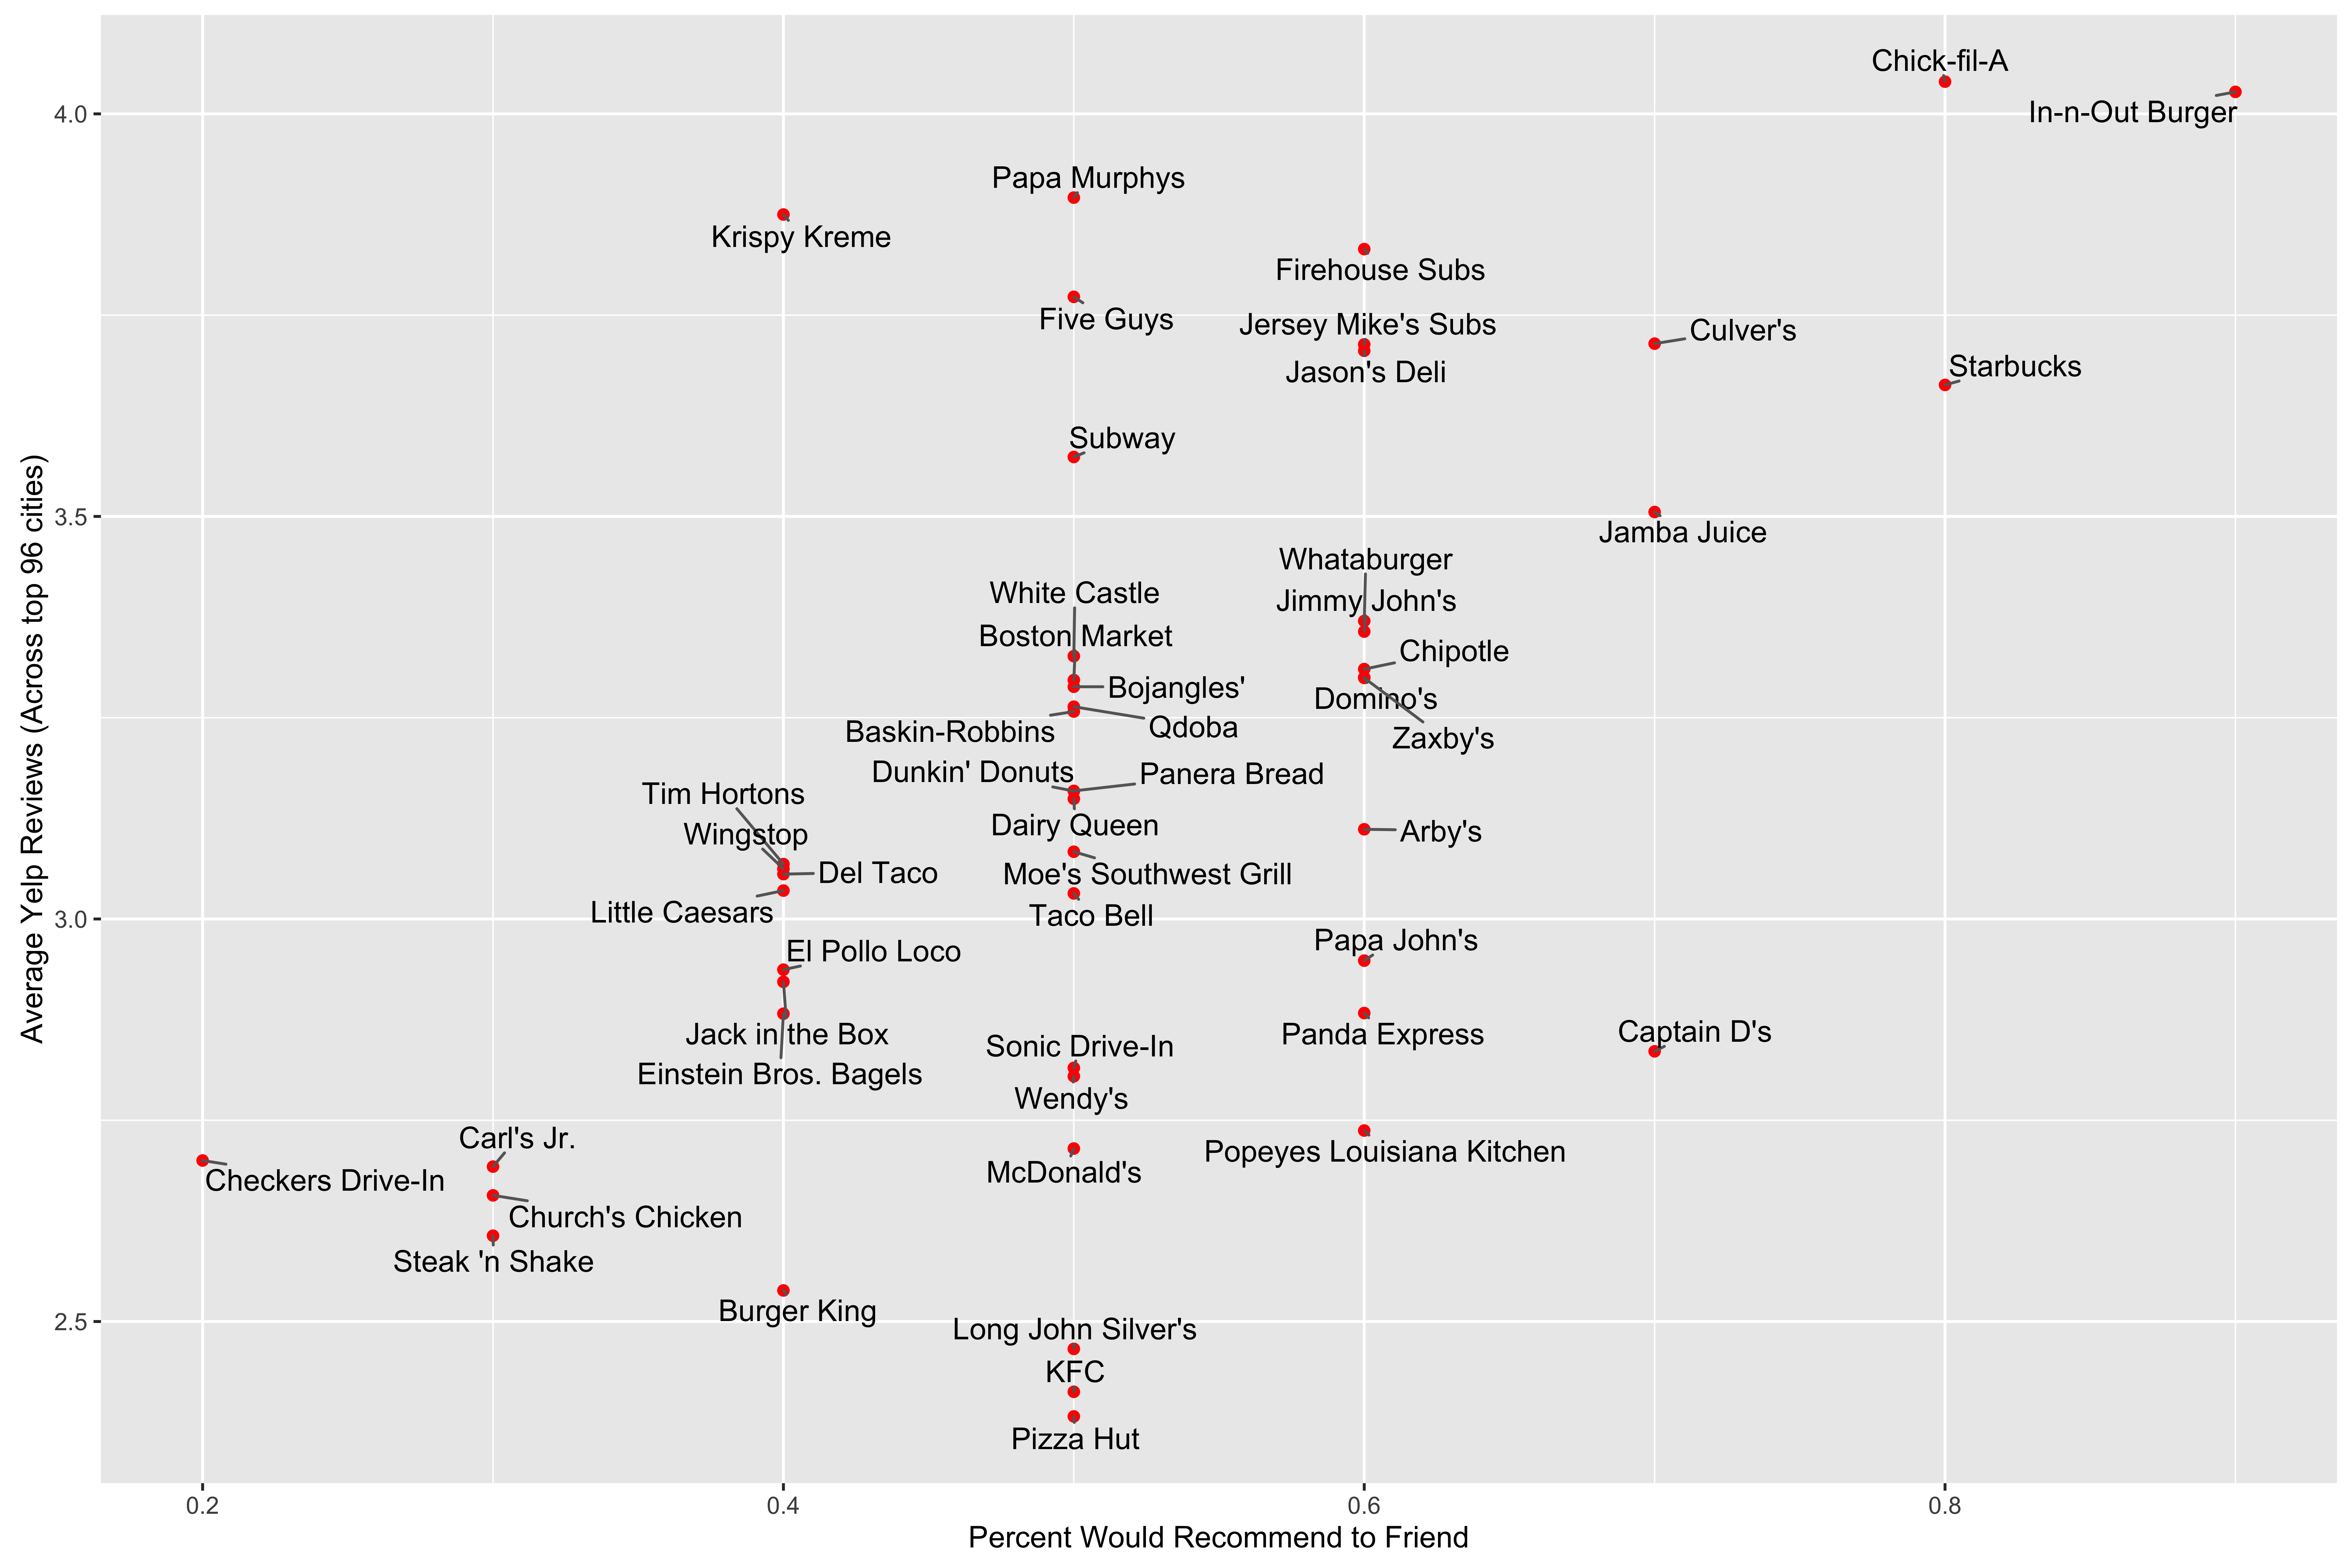 Chick-fil-A
4.0
In-n-Out Burger
Papa Murphys
Krispy Kreme
Firehouse Subs
Five Guys
Jersey Mike's Subs
Culver's
Jason's Deli
Starbucks
Subway
3.5
Jamba Juice
Whataburger
White Castle
Jimmy John's
Boston Market
Chipotle
Bojangles'
Domino's
Baskin-Robbins
Qdoba
Zaxby's
Dunkin' Donuts
Panera Bread
Tim Hortons
Dairy Queen
Wingstop
Arby's
Del Taco
Moe's Southwest Grill
Little Caesars
Taco Bell
3.0
Papa John's
El Pollo Loco
Jack in the Box
Panda Express
Captain D's
Sonic Drive-In
Einstein Bros. Bagels
Wendy's
Carl's Jr.
Popeyes Louisiana Kitchen
McDonald's
Checkers Drive-In
Church's Chicken
Steak 'n Shake
Burger King
2.5
Long John Silver's
KFC
Pizza Hut
0.2
0.4
0.6
0.8
Percent Would Recommend to Friend
Average Yelp Reviews (Across top 96 cities)